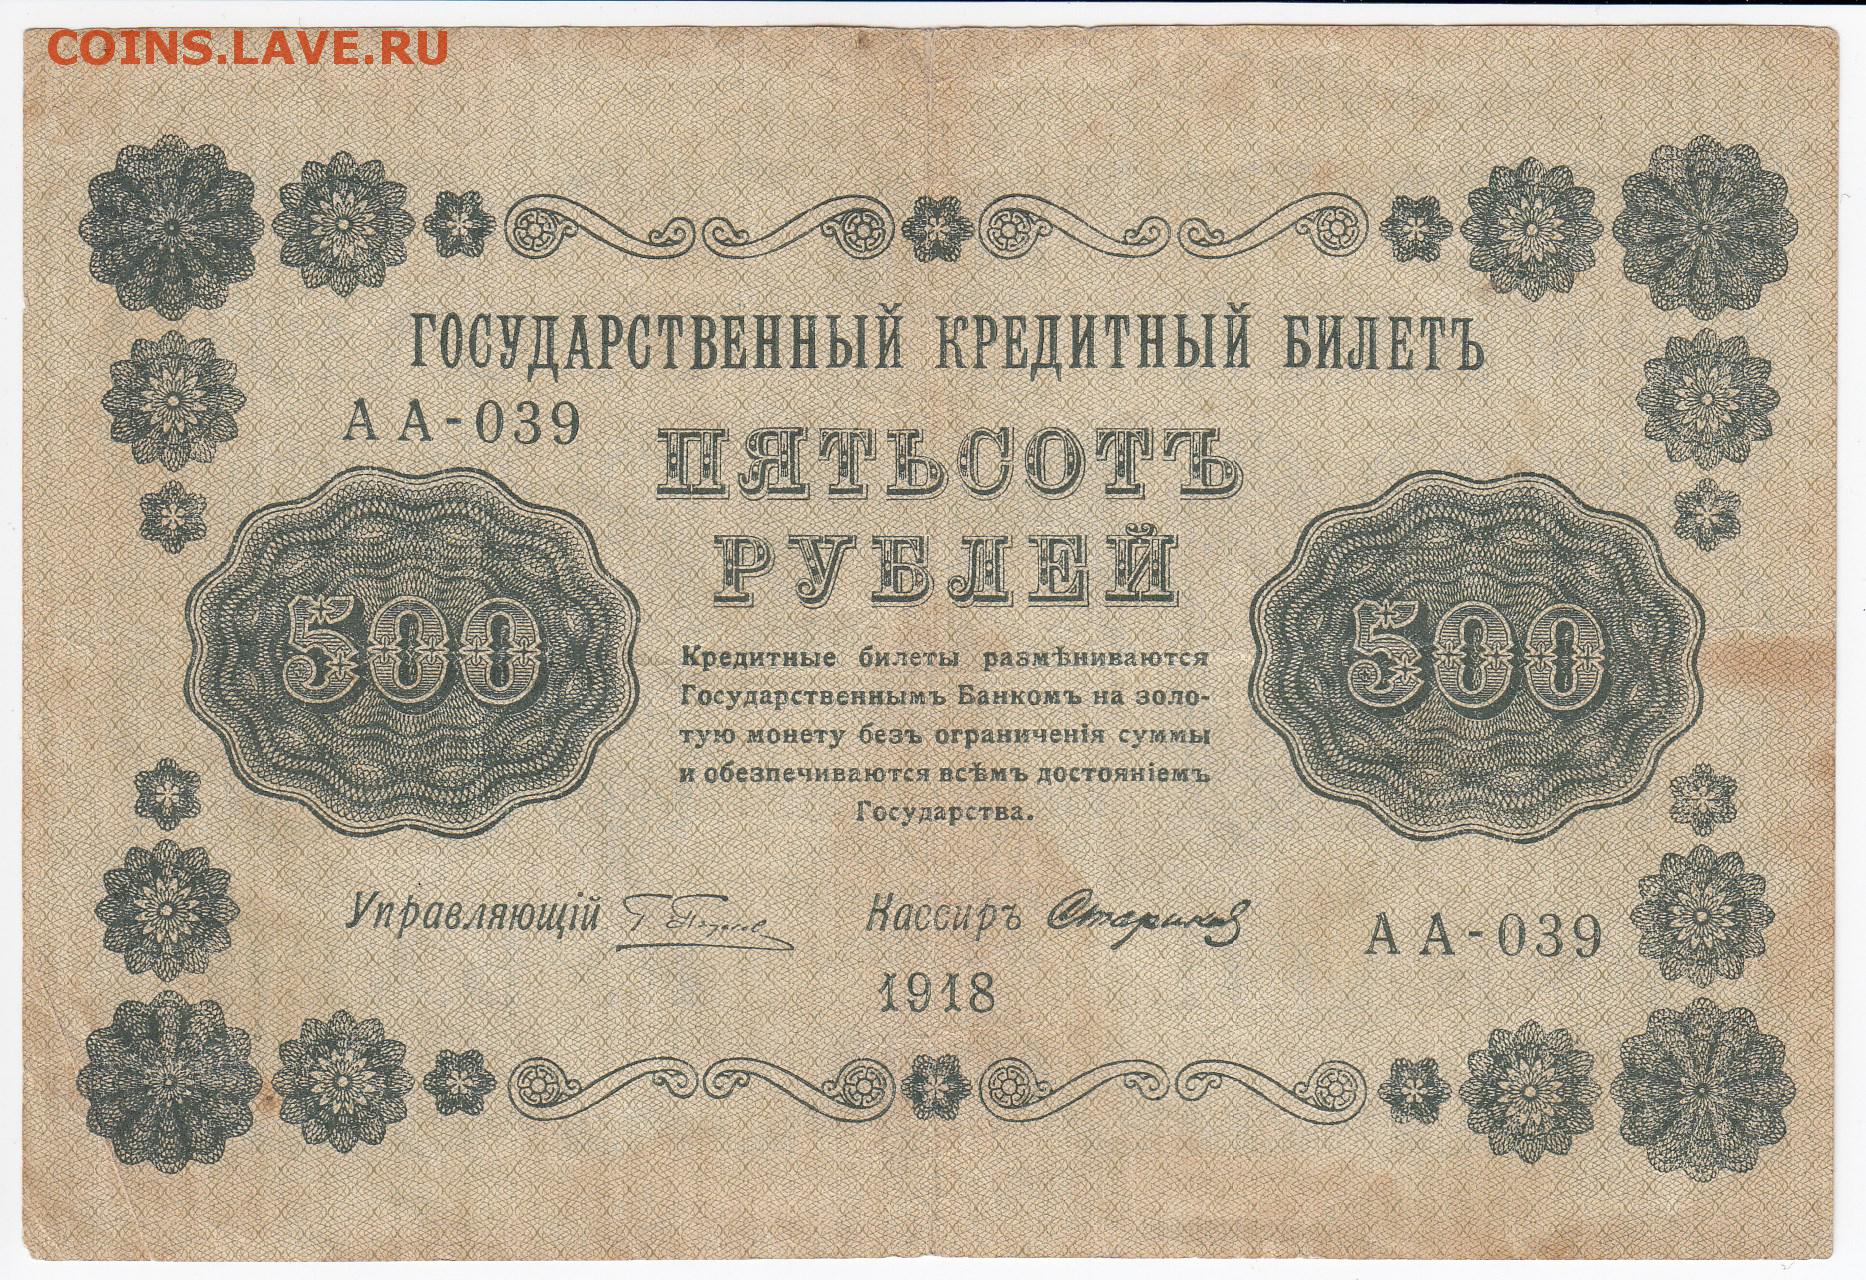 COINS.LAVE.RU
ГОСУДАРСТВЕННЫЙ КРЕДИТНЫЙ БИЛЕТЪ
АА-039
ПЯТЬСОТЪ
РУБЛЕЙ
500
500
Кредитные билеты размѣниваются
Государственнымъ Банкомъ на золо-
тую монету безъ ограниченія суммы
и обезпечиваются всѣмъ достояніемъ
Государства.
Управляющій
Кассиръ Стариков
АА-039
1918